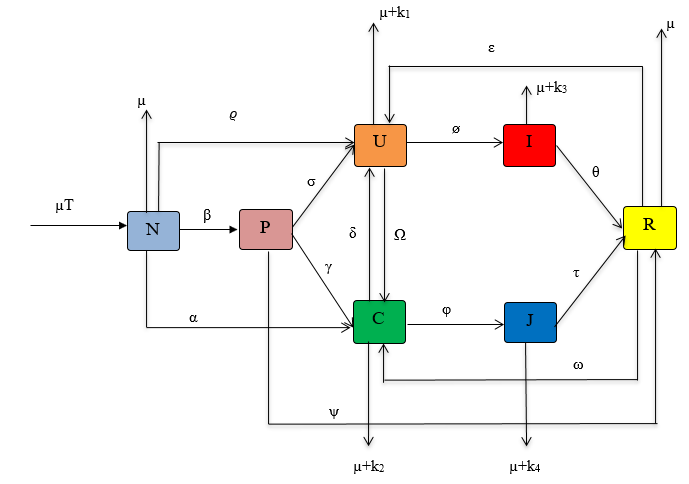 μ+k₁
μ
ε
μ+k₃
μ
ϱ
U
ø
I
θ
σ
μT
N
β
P
R
δ
Ω
γ
τ
α
C
φ
J
ω
ψ
μ+k₂
μ+k₄